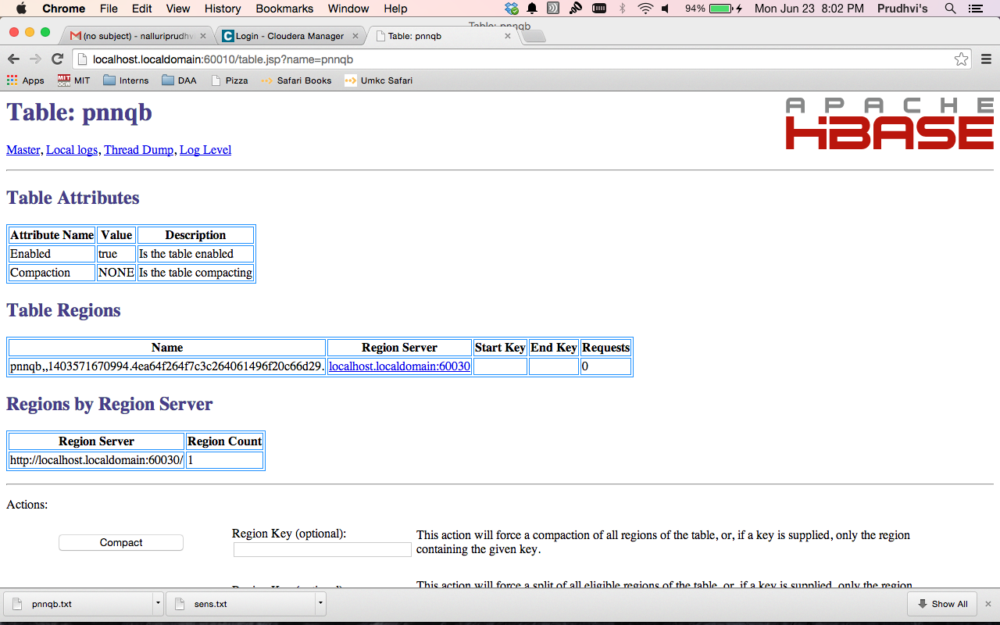 Chrome File Edit View History Bookmarks Window Help 94% Mon Jun 23 8:02 PM Prudhvi's
Table: pnnqb
(no subject) - nalluriprudhv Login - Cloudera Manager Table: pnnqb
localhost.localdomain:60010/table.jsp?name=pnnqb
Apps MIT Interns DAA Pizza Safari Books Umkc Safari
Table: pnnqb
APACHE
HBASE
Master, Local logs, Thread Dump, Log Level
Table Attributes
Attribute Name Value Description
Enabled true Is the table enabled
Compaction NONE Is the table compacting
Table Regions
Name Region Server Start Key End Key Requests
pnnqb,,1403571670994.4ea64f264f7c3c264061496f20c66d29. localhost.localdomain:60030 0
Regions by Region Server
Region Server Region Count
http://localhost.localdomain:60030/ 1
Actions:
Compact
Region Key (optional):
This action will force a compaction of all regions of the table, or, if a key is supplied, only the region
containing the given key.
Region Key (optional):
This action will force a split of all eligible regions of the table, or, if a key is supplied, only the region
pnnqb.txt sens.txt Show All